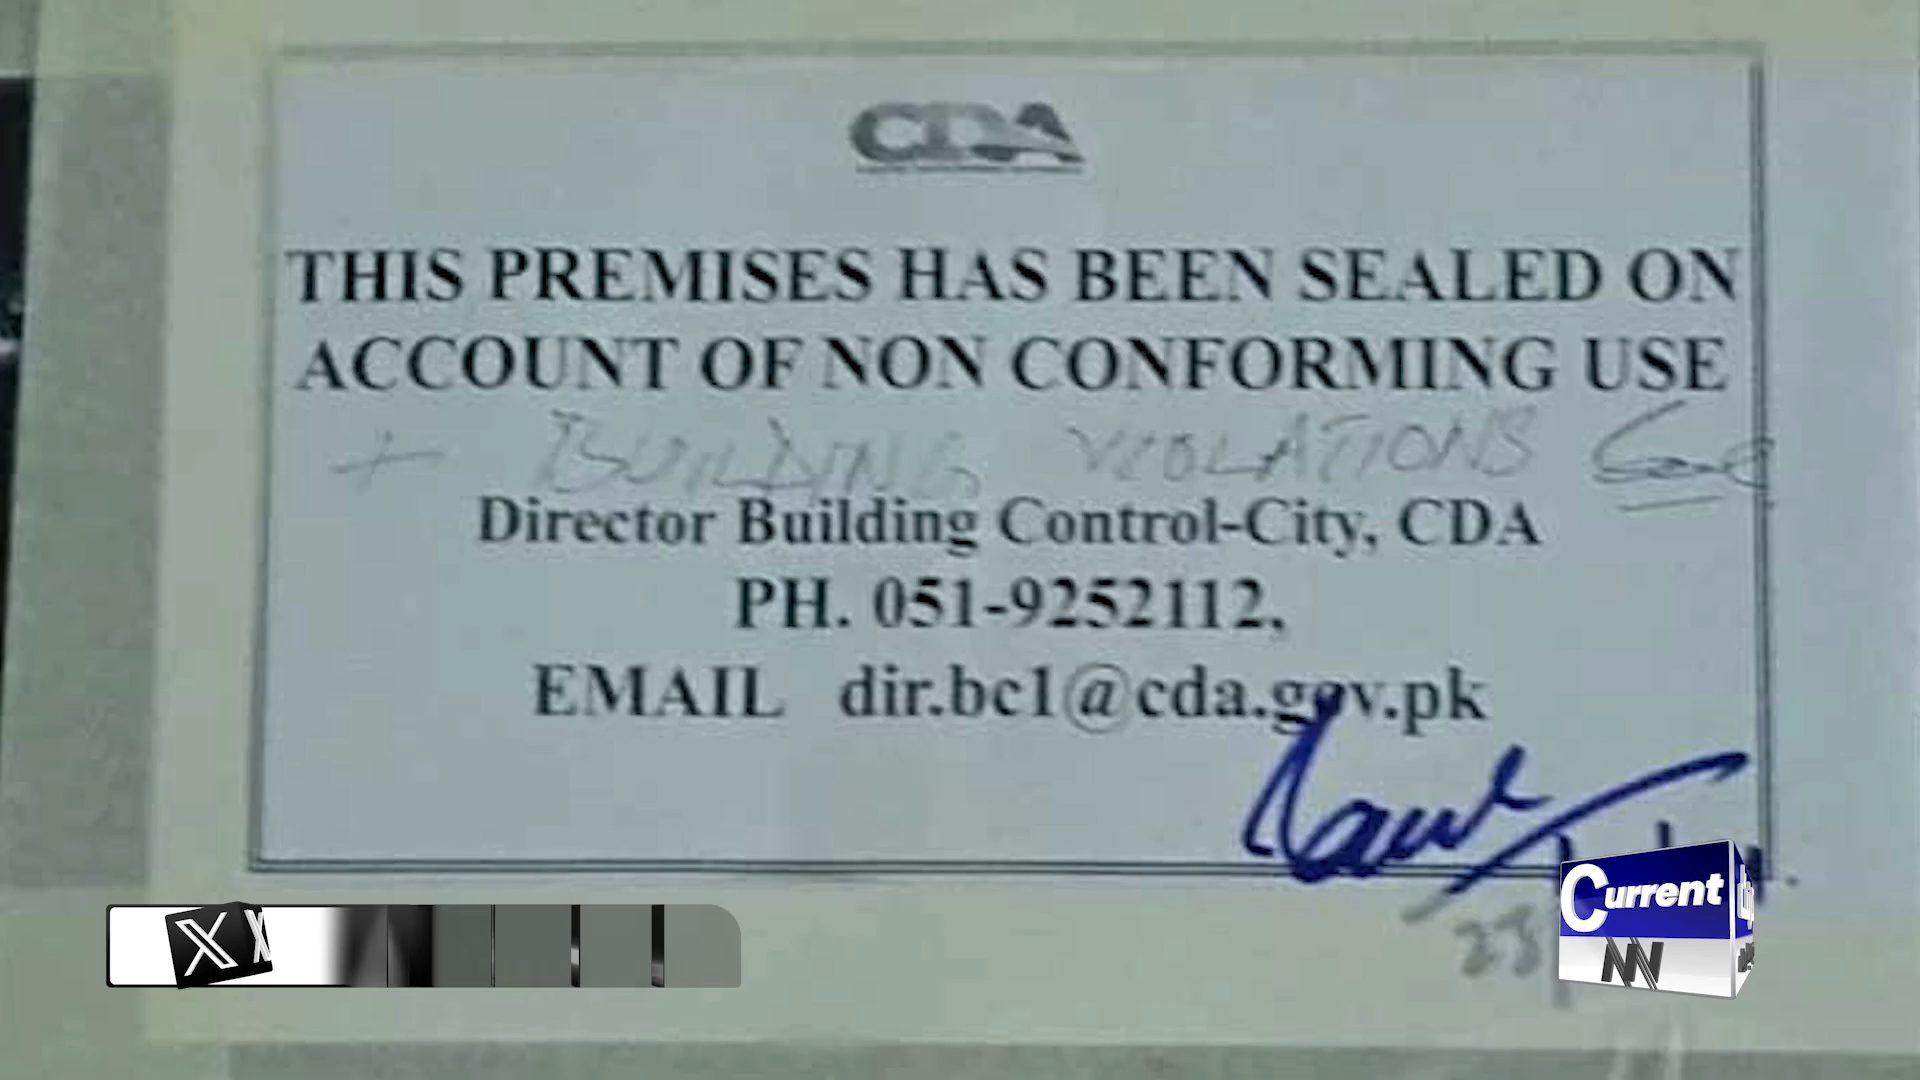 CDA
THIS PREMISES HAS BEEN SEALED ON
ACCOUNT OF NON CONFORMING USE
+ BUILDING VIOLATIONS
Director Building Control-City, CDA
PH. 051-9252112,
EMAIL dir.bc1@cda.gov.pk
X X
Current
NN